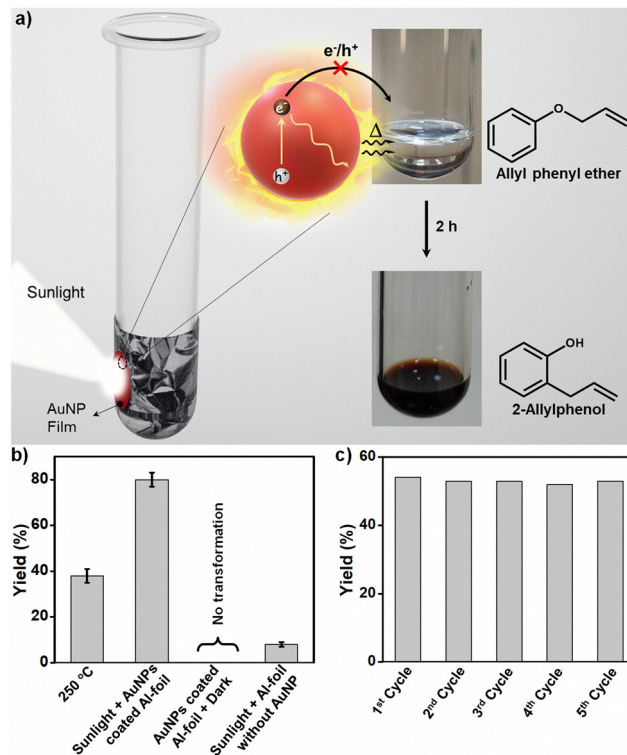 a)
e⁻/h⁺
e⁻
h⁺
Δ
O
Allyl phenyl ether
2 h
Sunlight
AuNP
Film
OH
2-Allylphenol
b)
Yield (%)
80
60
40
20
0
No transformation
250 °C
Sunlight + AuNPs
coated Al-foil
AuNPs coated
Al-foil + Dark
Sunlight + Al-foil
without AuNP
c)
Yield (%)
60
40
20
0
1st Cycle
2nd Cycle
3rd Cycle
4th Cycle
5th Cycle